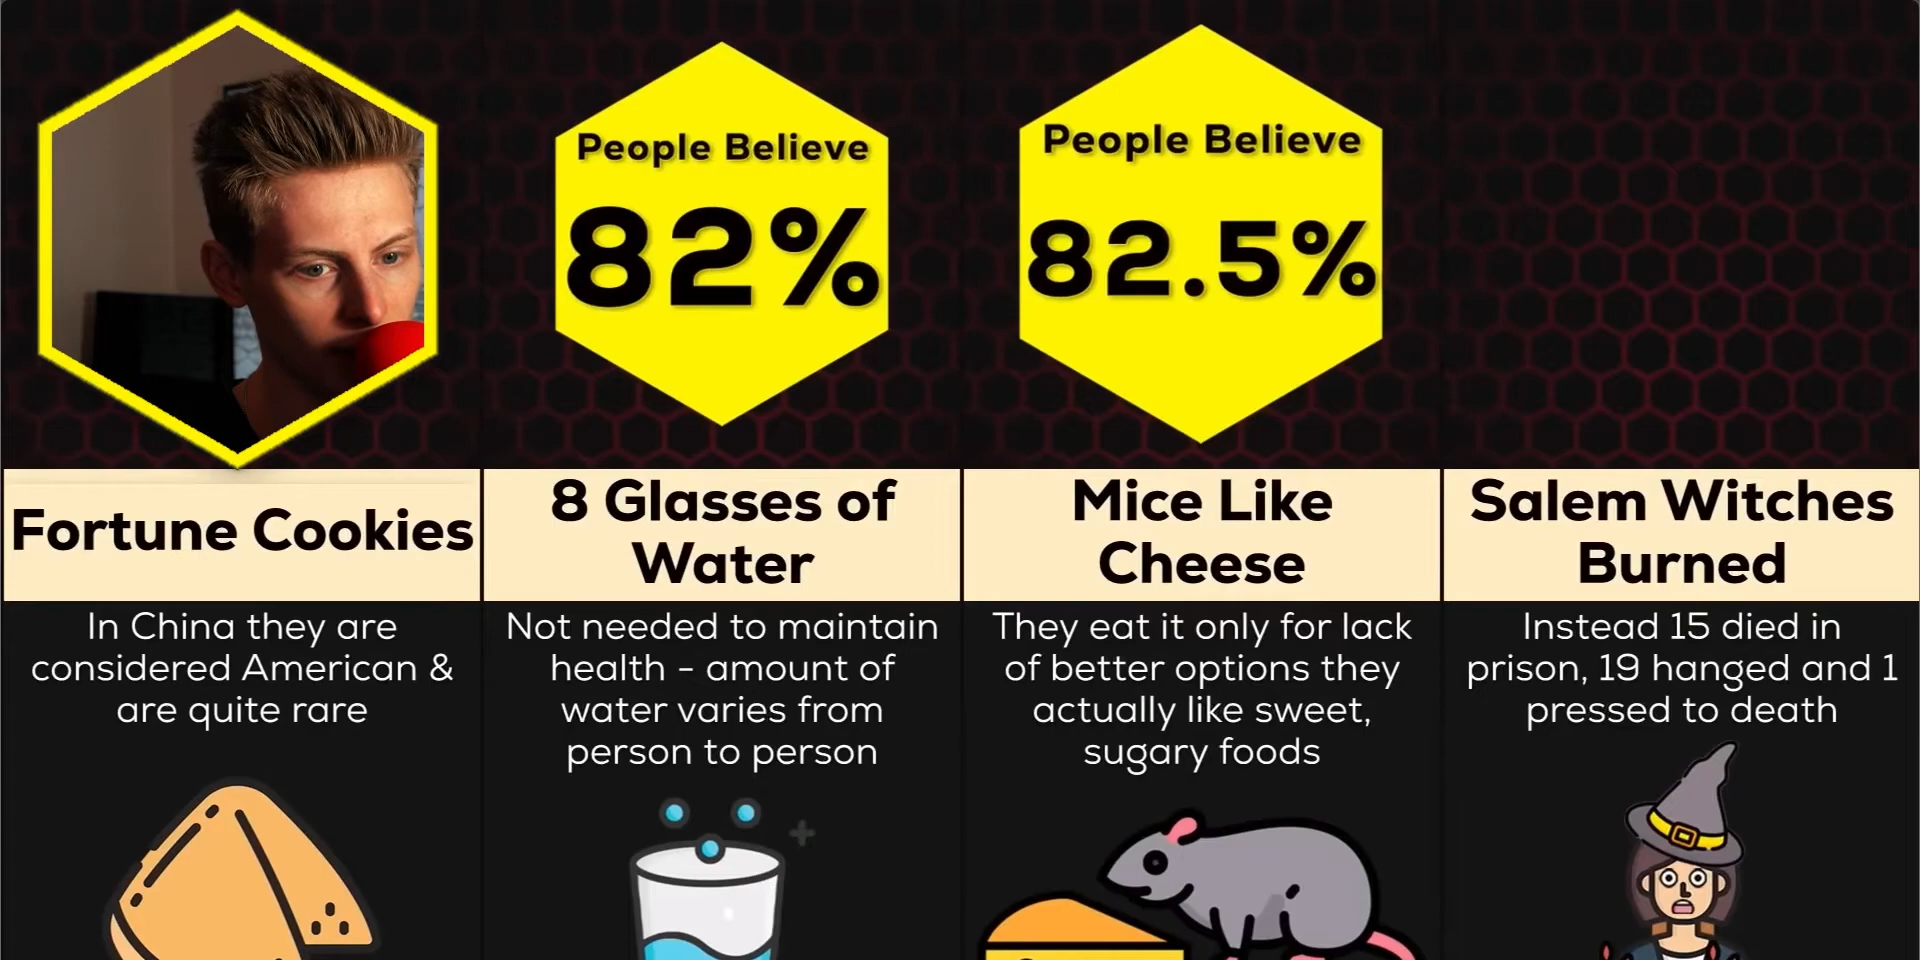 People Believe
82%
People Believe
82.5%
Fortune Cookies
In China they are
considered American &
are quite rare
8 Glasses of
Water
Not needed to maintain
health - amount of
water varies from
person to person
Mice Like
Cheese
They eat it only for lack
of better options they
actually like sweet,
sugary foods
Salem Witches
Burned
Instead 15 died in
prison, 19 hanged and 1
pressed to death